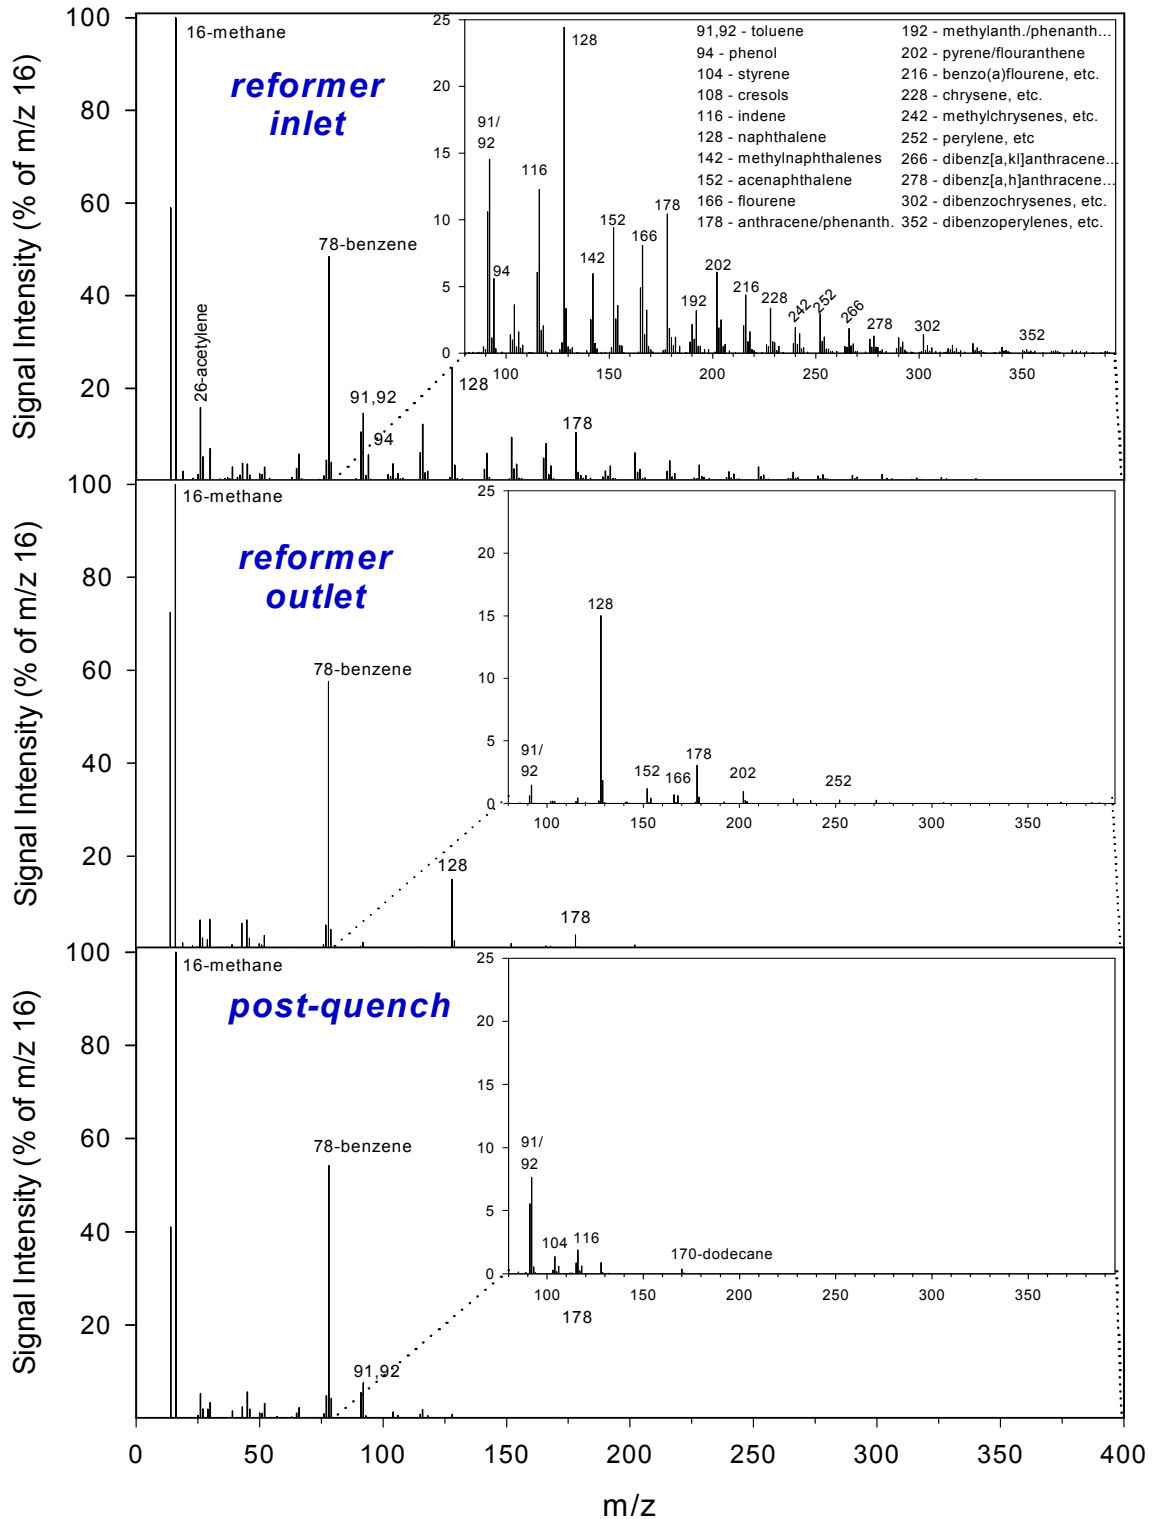 Signal Intensity (% of m/z 16)
100
80
60
40
20
16-methane
reformer
inlet
26-acetylene
78-benzene
91,92
94
128
178
25
20
15
10
5
0
91/
92
94
116
128
142
152
166
178
192
202
216
228
242
252
266
278
302
352
100
150
200
250
300
350
91,92 - toluene
94 - phenol
104 - styrene
108 - cresols
116 - indene
128 - naphthalene
142 - methylnaphthalenes
152 - acenaphthalene
166 - flourene
178 - anthracene/phenanth.
192 - methylanth./phenanth...
202 - pyrene/flouranthene
216 - benzo(a)flourene, etc.
228 - chrysene, etc.
242 - methylchrysenes, etc.
252 - perylene, etc
266 - dibenz[a,kl]anthracene...
278 - dibenz[a,h]anthracene...
302 - dibenzochrysenes, etc.
352 - dibenzoperylenes, etc.
Signal Intensity (% of m/z 16)
100
80
60
40
20
16-methane
reformer
outlet
78-benzene
128
178
25
20
15
10
5
0
91/
92
128
152
166
178
202
252
100
150
200
250
300
350
Signal Intensity (% of m/z 16)
100
80
60
40
20
16-methane
post-quench
78-benzene
91,92
25
20
15
10
5
0
91/
92
104
116
170-dodecane
100
150
200
250
300
350
178
0
50
100
150
200
250
300
350
400
m/z